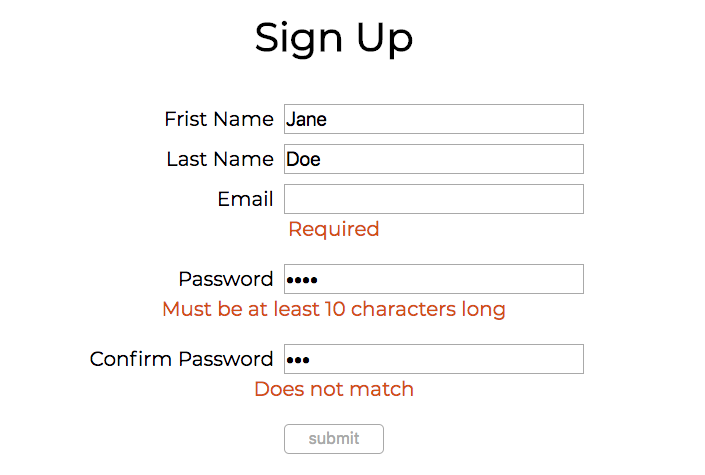 Sign Up
Frist Name Jane
Last Name Doe
Email
Required
Password ••••
Must be at least 10 characters long
Confirm Password •••
Does not match
submit